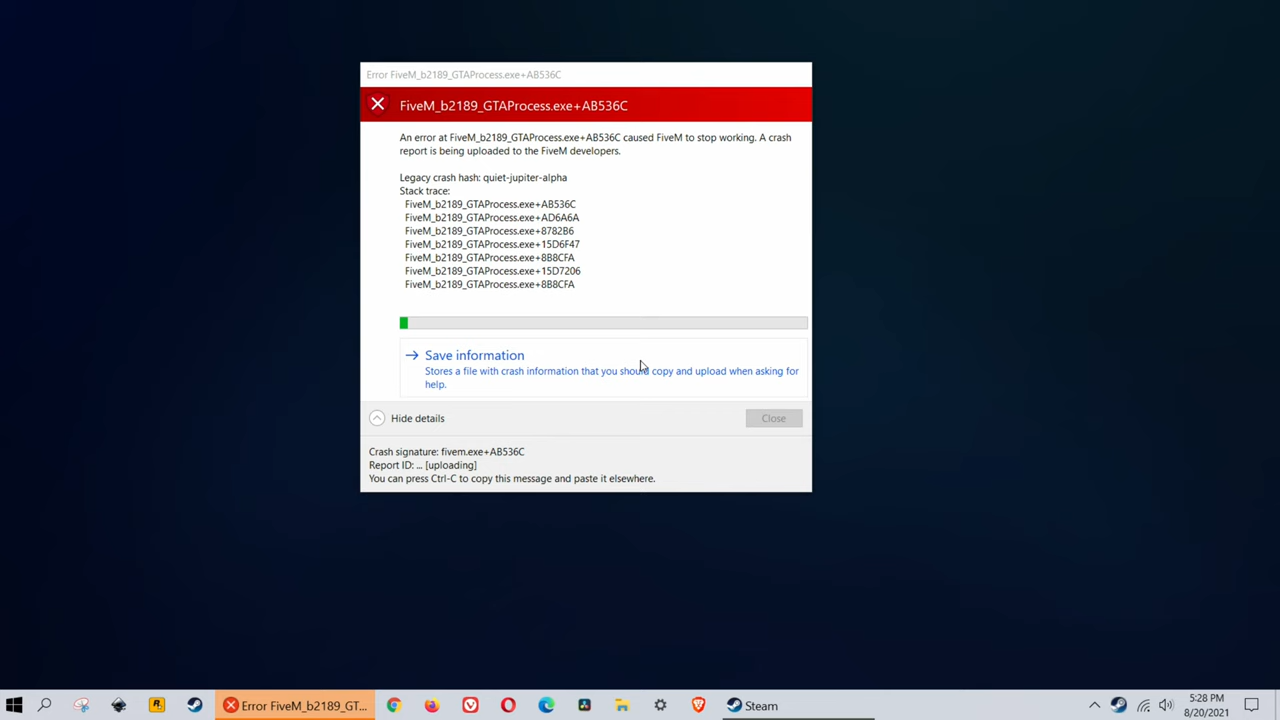 Error FiveM_b2189_GTAProcess.exe+AB536C
FiveM_b2189_GTAProcess.exe+AB536C
An error at FiveM_b2189_GTAProcess.exe+AB536C caused FiveM to stop working. A crash
report is being uploaded to the FiveM developers.
Legacy crash hash: quiet-jupiter-alpha
Stack trace:
FiveM_b2189_GTAProcess.exe+AB536C
FiveM_b2189_GTAProcess.exe+AD6A6A
FiveM_b2189_GTAProcess.exe+8782B6
FiveM_b2189_GTAProcess.exe+15D6F47
FiveM_b2189_GTAProcess.exe+8B8CFA
FiveM_b2189_GTAProcess.exe+15D7206
FiveM_b2189_GTAProcess.exe+8B8CFA
Save information
Stores a file with crash information that you should copy and upload when asking for
help.
Hide details
Close
Crash signature: fivem.exe+AB536C
Report ID: ... [uploading]
You can press Ctrl-C to copy this message and paste it elsewhere.
Error FiveM_b2189_GT...
Steam
5:28 PM
8/20/2021